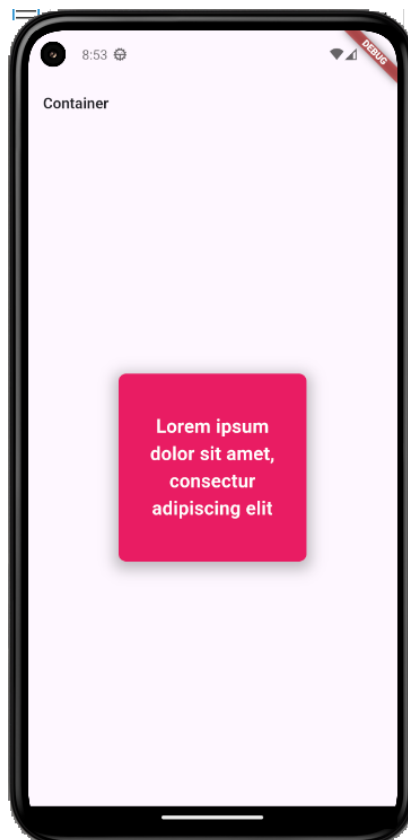 8:53
DEBUG
Container
Lorem ipsum
dolor sit amet,
consectur
adipiscing elit